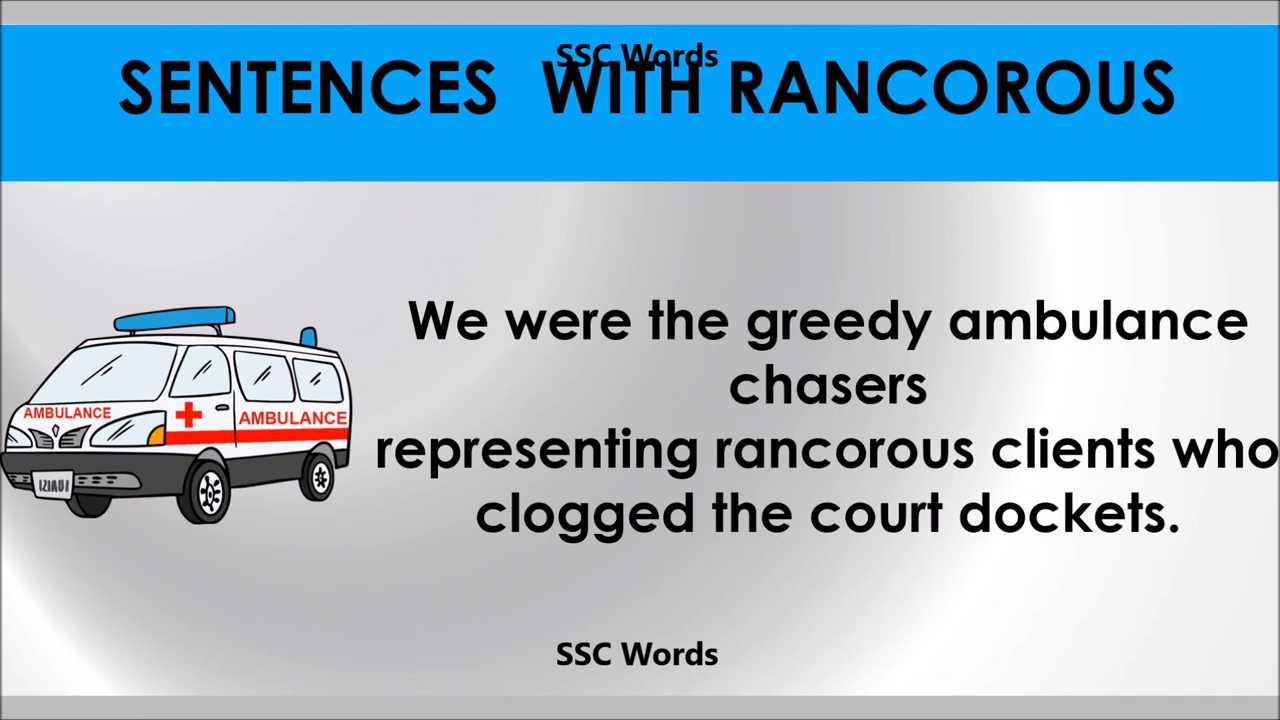 SSC Words
SENTENCES WITH RANCOROUS
We were the greedy ambulance
chasers
representing rancorous clients who
clogged the court dockets.
AMBULANCE
AMBULANCE
SSC Words